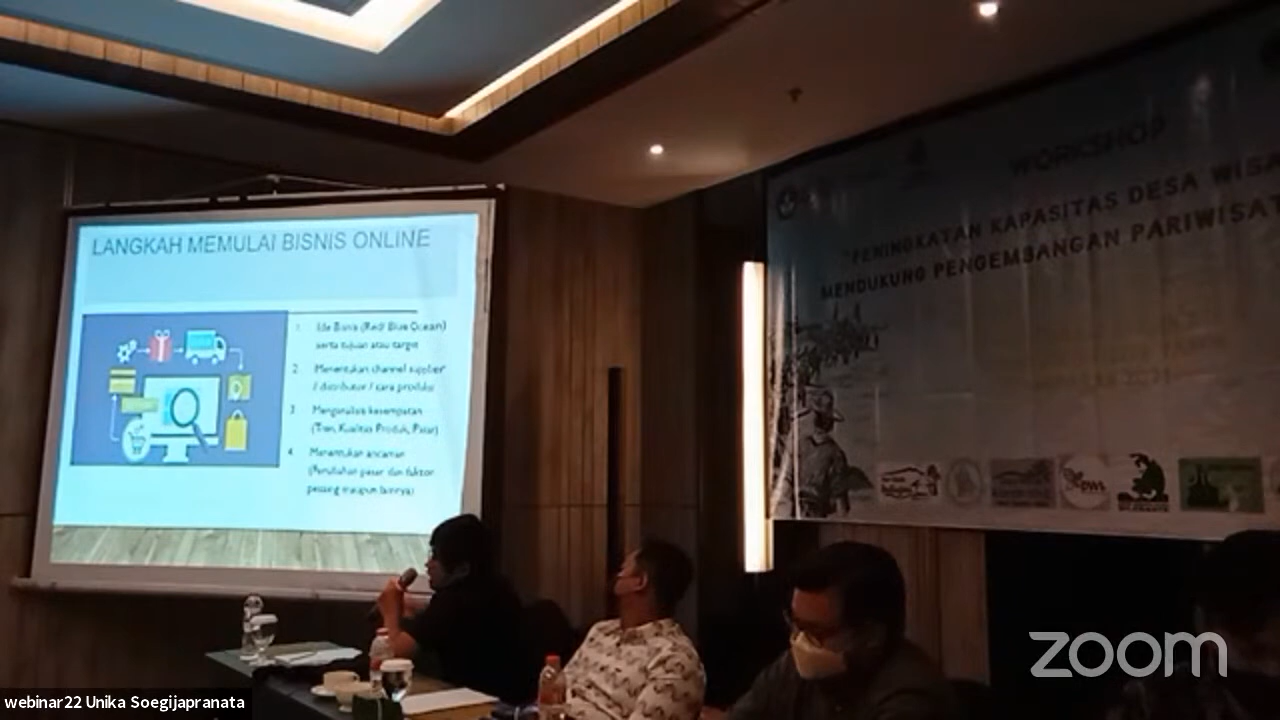 LANGKAH MEMULAI BISNIS ONLINE
1. Ide Bisnis (Red/ Blue Ocean)
serta tujuan atau target
2. Menentukan channel supplier
/ distributor / cara produksi
3. Menganalisis kesempatan
(Tren, Kualitas Produk, Pasar)
4. Menentukan ancaman
(Perubahan pasar dan faktor
pesaing maupun lainnya)
WORKSHOP
"PENINGKATAN KAPASITAS DESA WISA
MENDUKUNG PENGEMBANGAN PARIWISAT
zoom
webinar22 Unika Soegijapranata